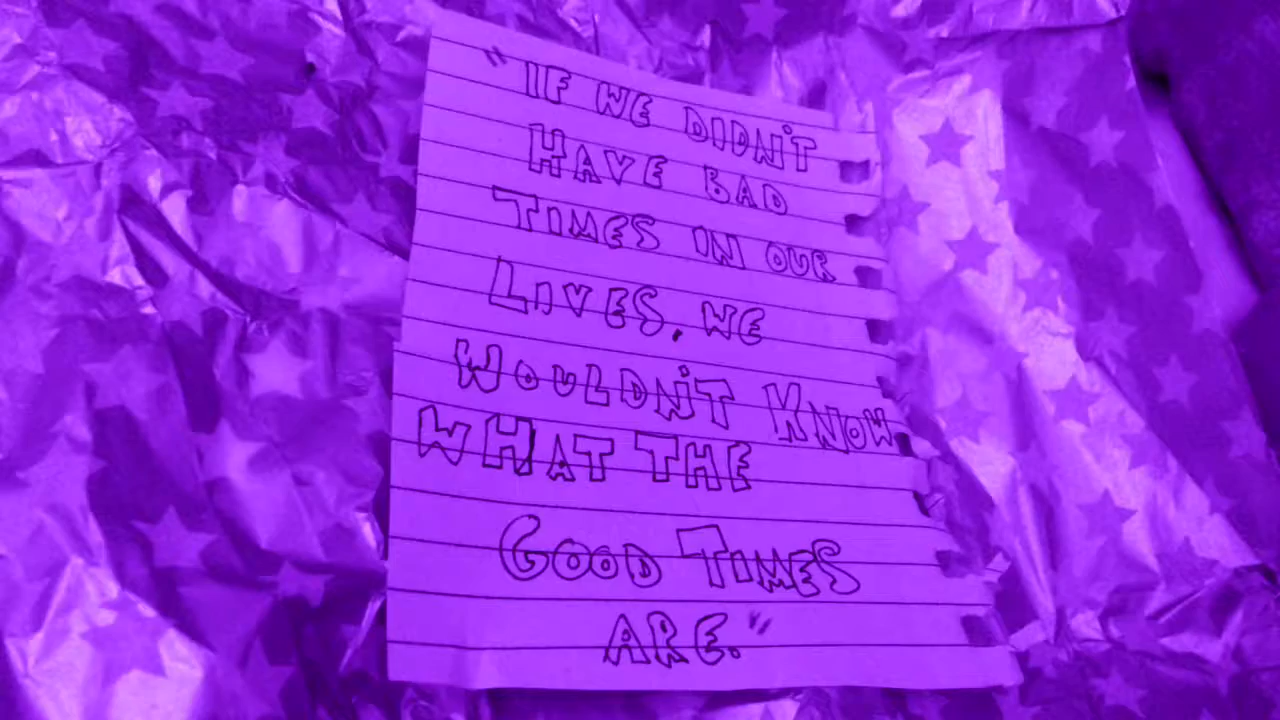 "IF WE DIDN'T
HAVE BAD
TIMES IN OUR
LIVES, WE
WOULDN'T KNOW
WHAT THE
GOOD TIMES
ARE."